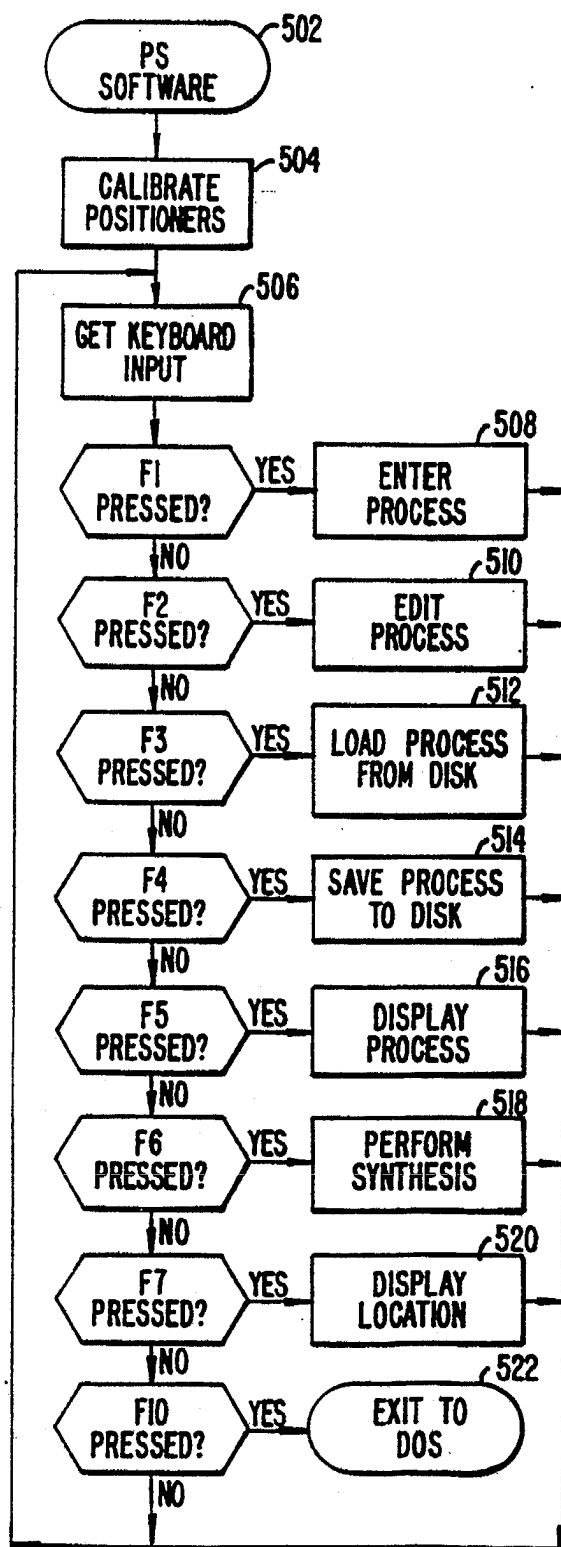 502
PS
SOFTWARE
504
CALIBRATE
POSITIONERS
506
GET KEYBOARD
INPUT
508
F1
PRESSED?
YES
ENTER
PROCESS
NO
510
F2
PRESSED?
YES
EDIT
PROCESS
NO
512
F3
PRESSED?
YES
LOAD PROCESS
FROM DISK
NO
514
F4
PRESSED?
YES
SAVE PROCESS
TO DISK
NO
516
F5
PRESSED?
YES
DISPLAY
PROCESS
NO
518
F6
PRESSED?
YES
PERFORM
SYNTHESIS
NO
520
F7
PRESSED?
YES
DISPLAY
LOCATION
NO
522
F10
PRESSED?
YES
EXIT TO
DOS
NO